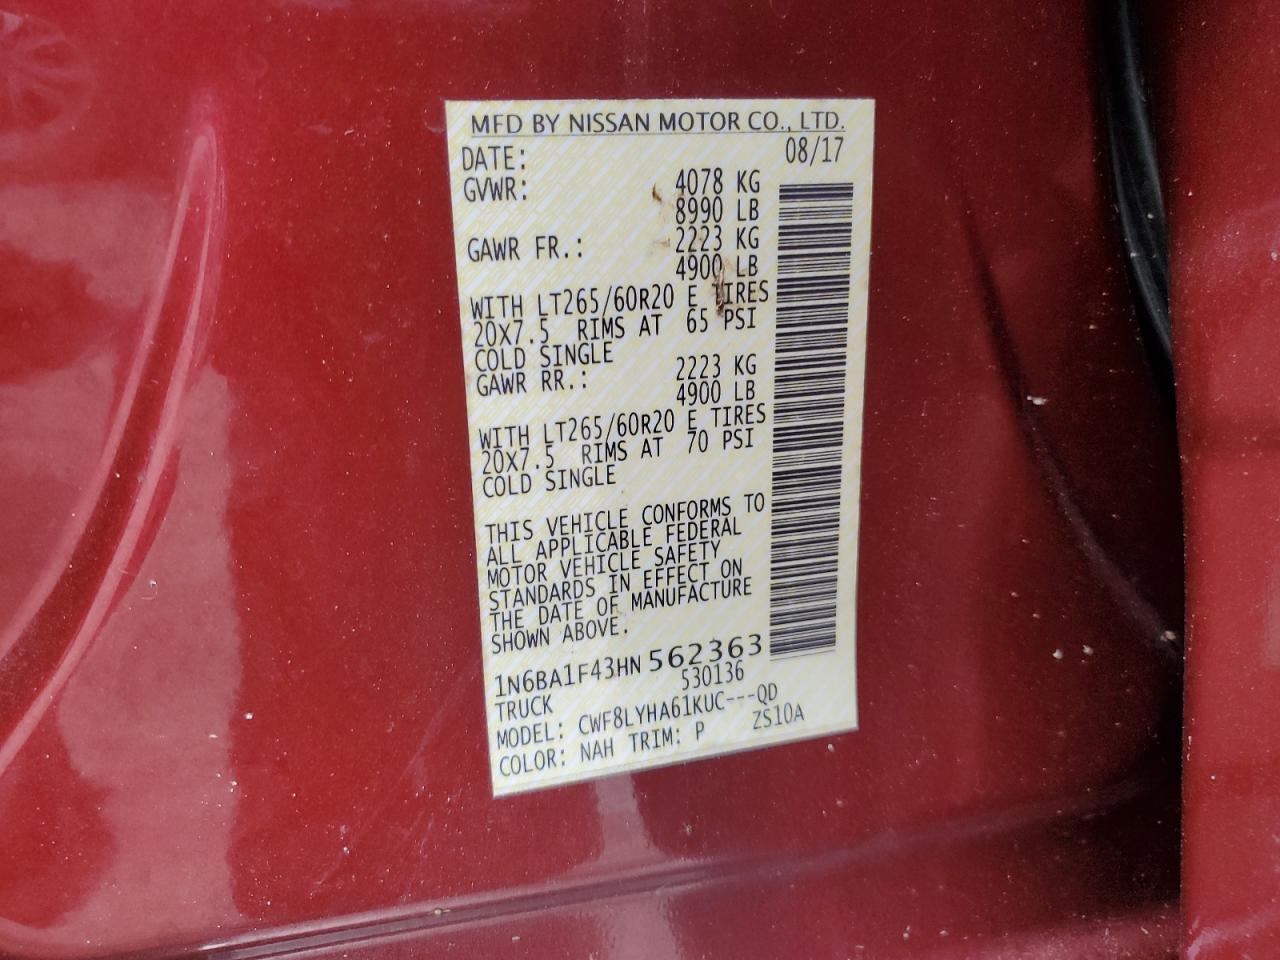 MFD BY NISSAN MOTOR CO., LTD.
DATE: 08/17
GVWR: 4078 KG
8990 LB
GAWR FR.: 2223 KG
4900 LB
WITH LT265/60R20 E TIRES
20X7.5 RIMS AT 65 PSI
COLD SINGLE
GAWR RR.: 2223 KG
4900 LB
WITH LT265/60R20 E TIRES
20X7.5 RIMS AT 70 PSI
COLD SINGLE
THIS VEHICLE CONFORMS TO
ALL APPLICABLE FEDERAL
MOTOR VEHICLE SAFETY
STANDARDS IN EFFECT ON
THE DATE OF MANUFACTURE
SHOWN ABOVE.
1N6BA1F43HN 562363
TRUCK 530136
MODEL: CWF8LYHA61KUC---QD
COLOR: NAH TRIM: P ZS10A